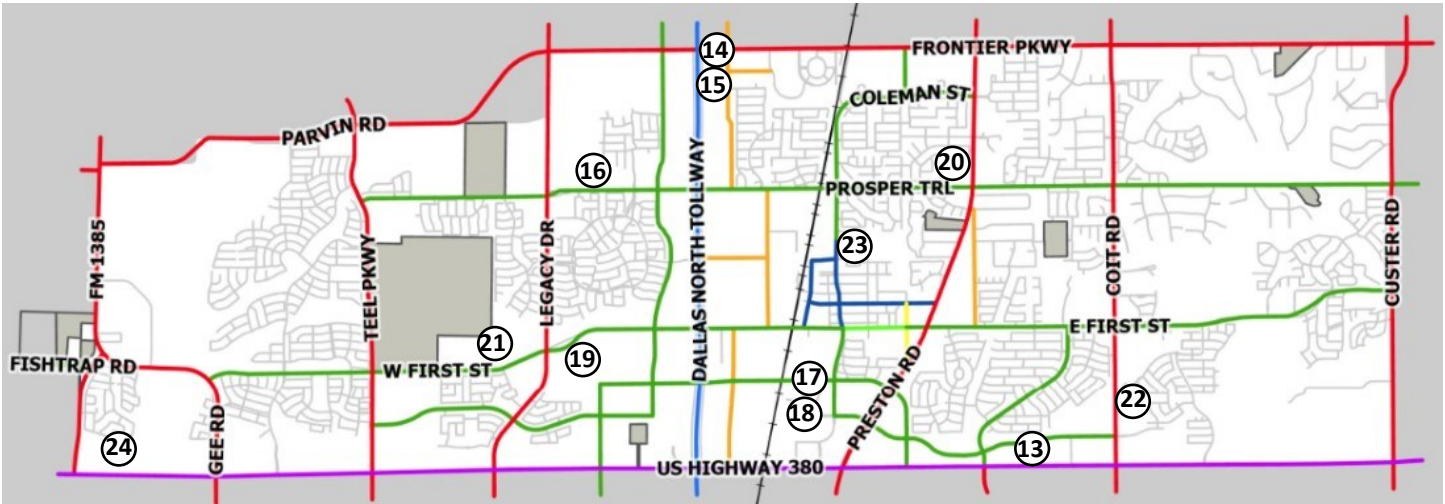 14
FRONTIER PKWY
15
COLEMAN ST
PARVIN RD
16
20
PROSPER TRL
FM 1385
TEEL PKWY
LEGACY DR
DALLAS NORTH TOLLWAY
23
COIT RD
CUSTER RD
E FIRST ST
21
19
FISHTRAP RD
W FIRST ST
17
18
PRESTON RD
22
GEE RD
24
13
US HIGHWAY 380